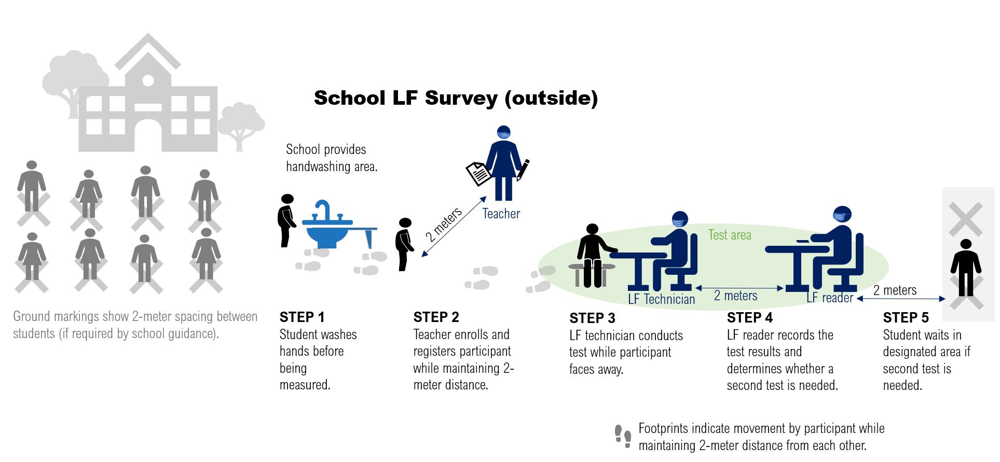 School LF Survey (outside)
School provides
handwashing area.
2 meters
Teacher
Test area
LF Technician
2 meters
LF reader
2 meters
Ground markings show 2-meter spacing between
students (if required by school guidance).
STEP 1
Student washes
hands before
being
measured.
STEP 2
Teacher enrolls and
registers participant
while maintaining 2-
meter distance.
STEP 3
LF technician conducts
test while participant
faces away.
STEP 4
LF reader records the
test results and
determines whether a
second test is needed.
STEP 5
Student waits in
designated area if
second test is
needed.
Footprints indicate movement by participant while
maintaining 2-meter distance from each other.